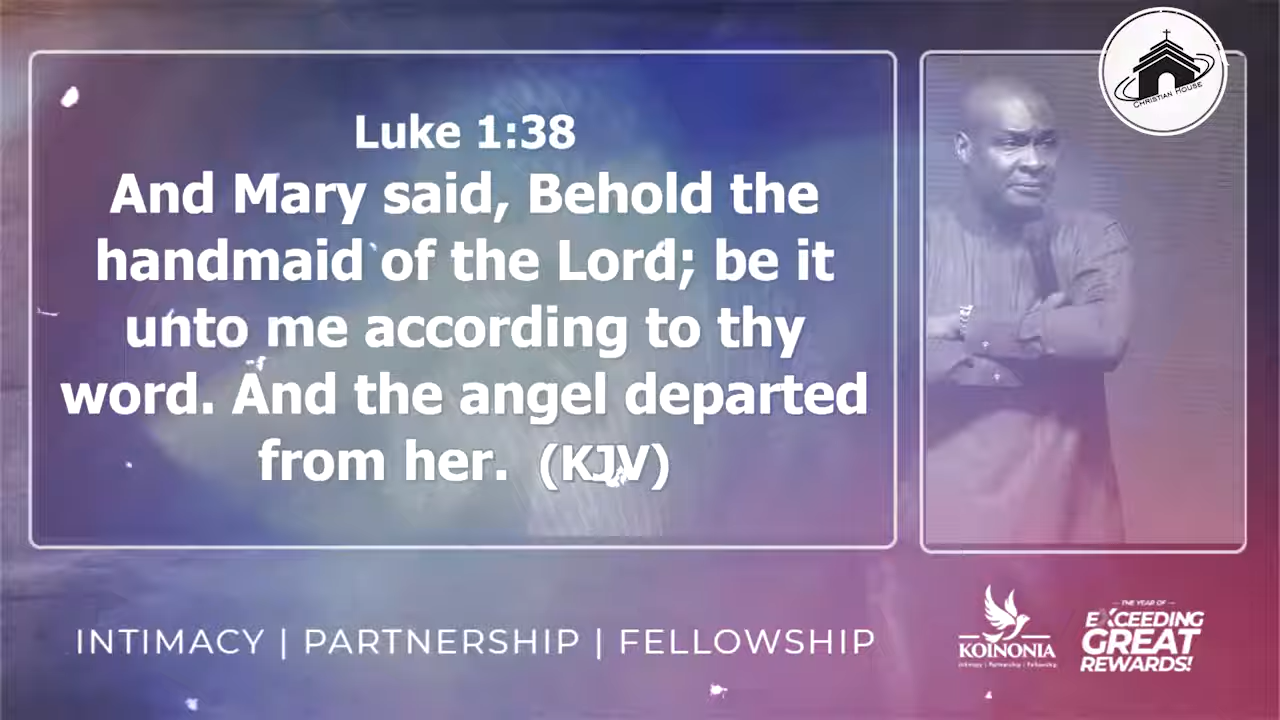 Luke 1:38
And Mary said, Behold the
handmaid of the Lord; be it
unto me according to thy
word. And the angel departed
from her. (KJV)
CHRISTIAN HOUSE
INTIMACY | PARTNERSHIP | FELLOWSHIP
KOINONIA
Intimacy | Partnership | Fellowship
THE YEAR OF
EXCEEDING
GREAT
REWARDS!